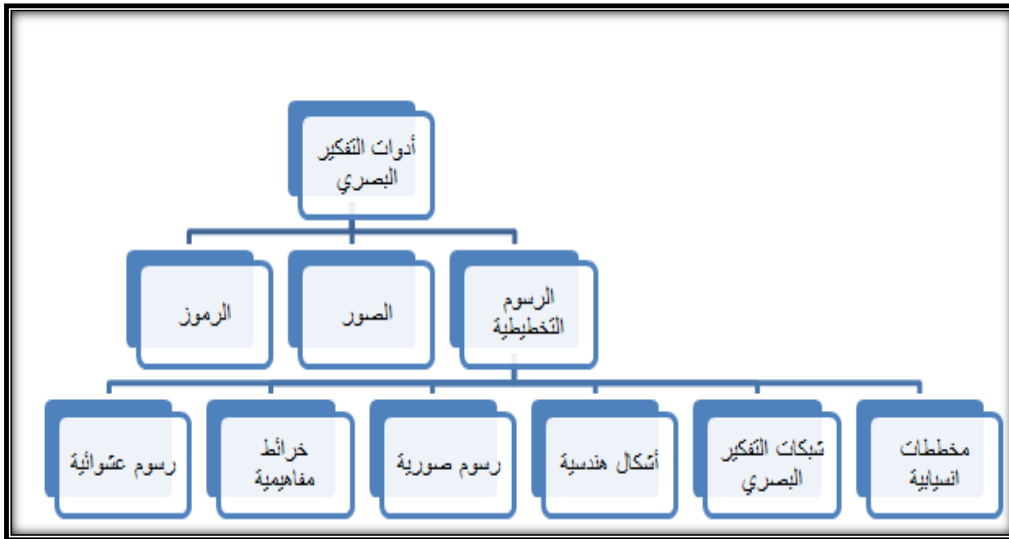 أدوات التفكير
البصري
الرسوم
التخطيطية
الصور
الرموز
مخططات
انسيابية
شبكات التفكير
البصري
أشكال هندسية
رسوم صورية
خرائط
مفاهيمية
رسوم عشوائية